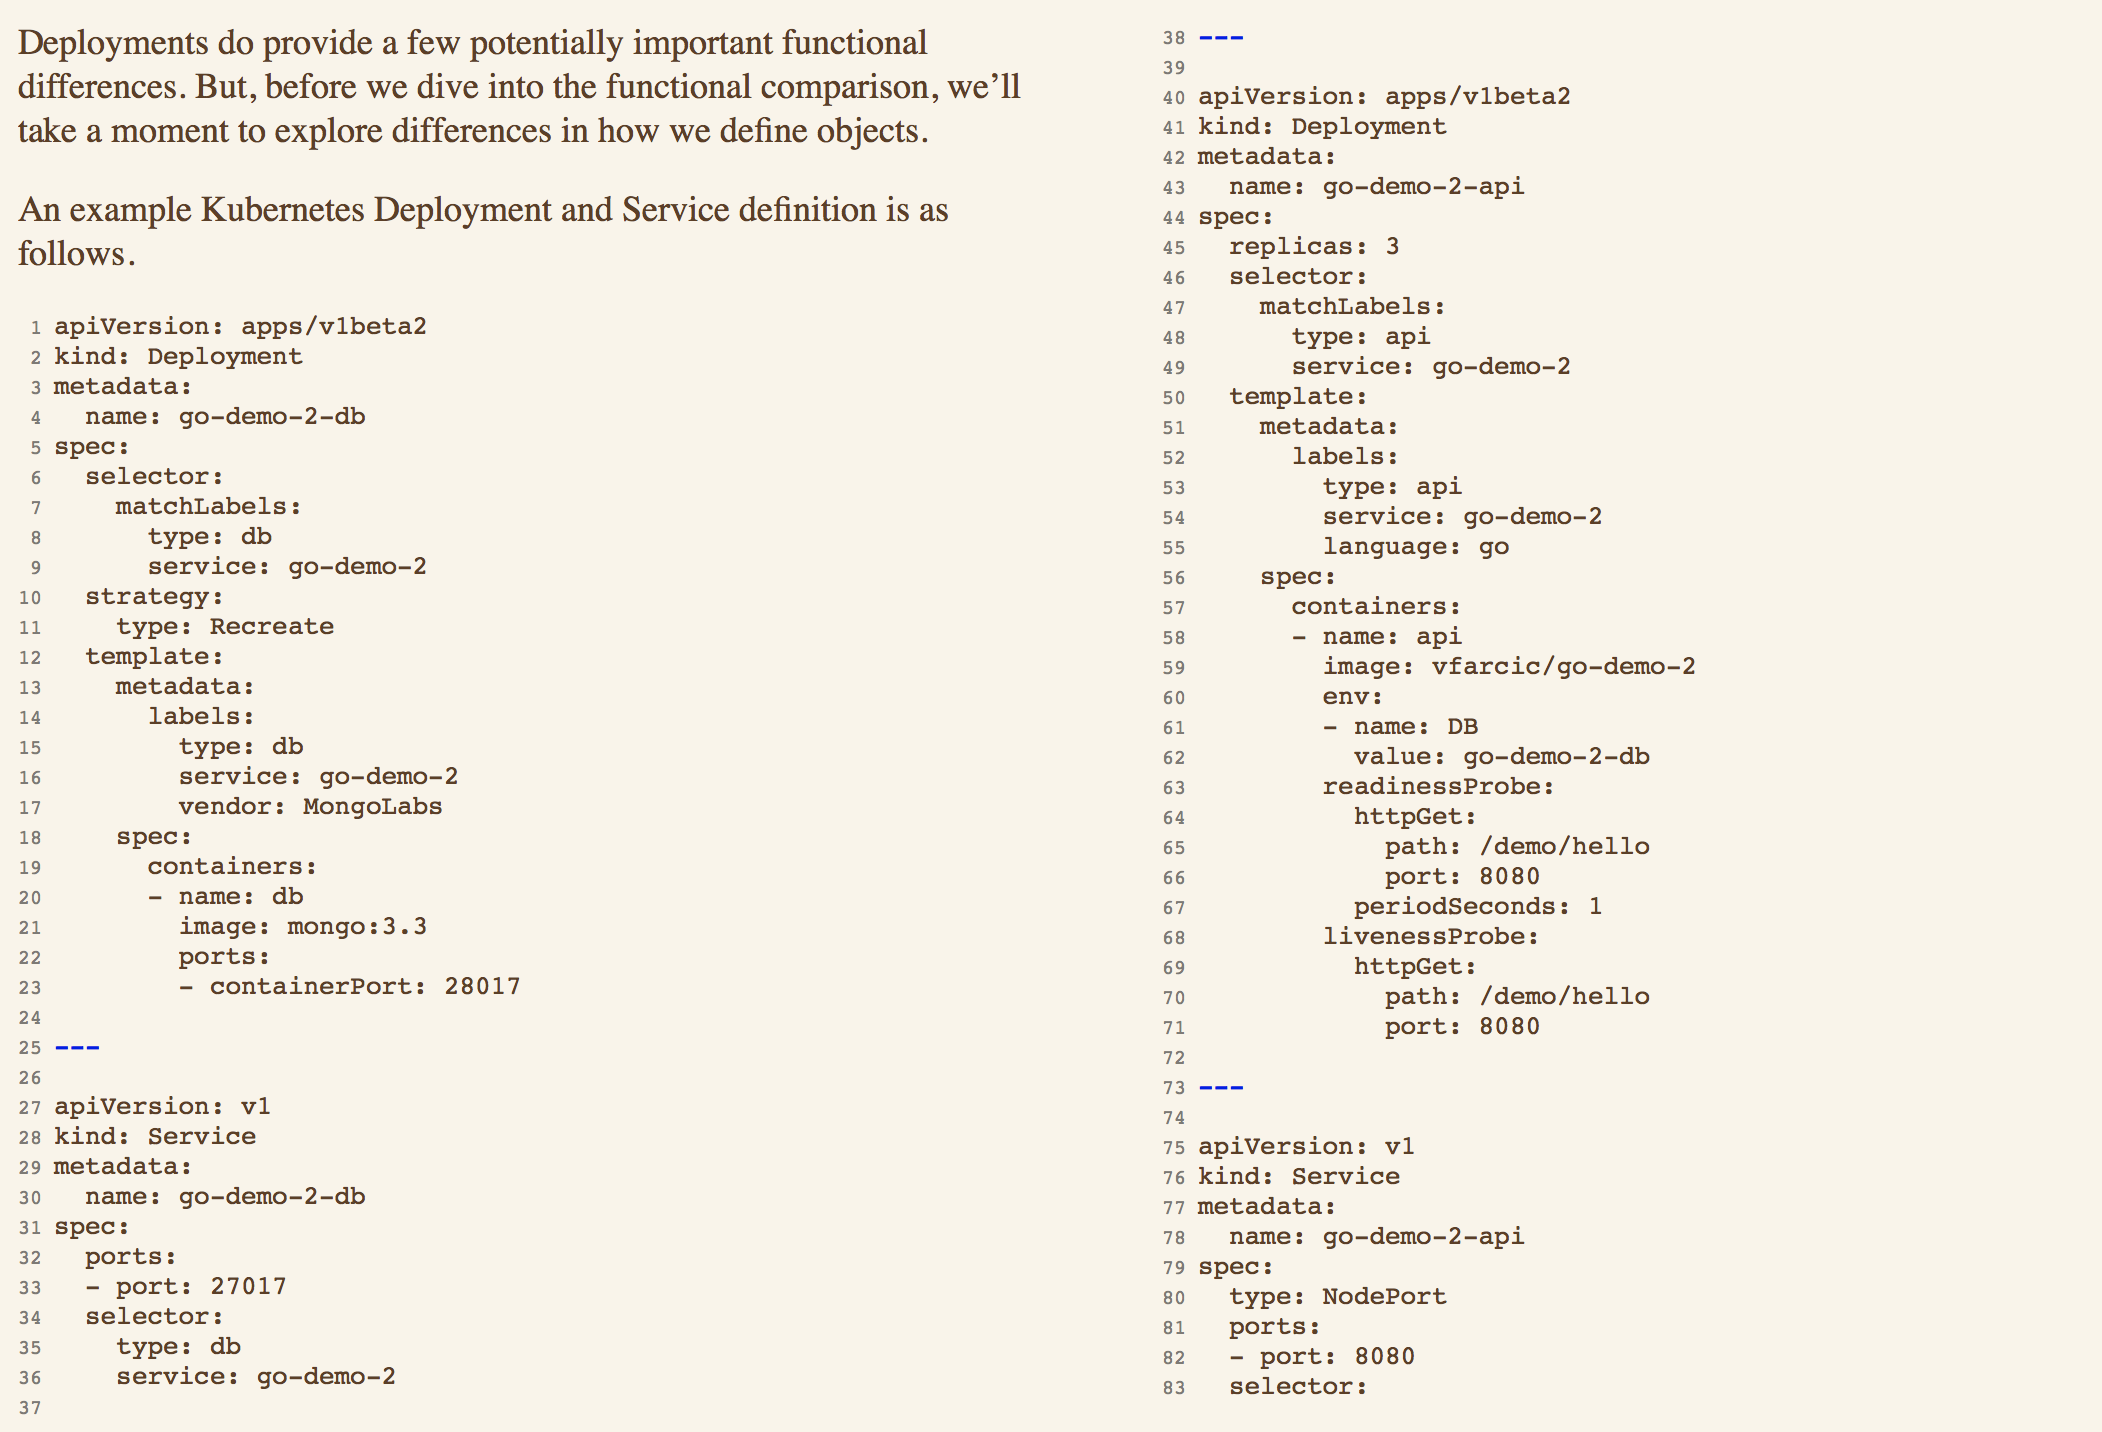 Deployments do provide a few potentially important functional
differences. But, before we dive into the functional comparison, we’ll
take a moment to explore differences in how we define objects.
An example Kubernetes Deployment and Service definition is as
follows.
1 apiVersion: apps/v1beta2
2 kind: Deployment
3 metadata:
4   name: go-demo-2-db
5 spec:
6   selector:
7     matchLabels:
8       type: db
9       service: go-demo-2
10   strategy:
11     type: Recreate
12   template:
13     metadata:
14       labels:
15         type: db
16         service: go-demo-2
17         vendor: MongoLabs
18     spec:
19       containers:
20       - name: db
21         image: mongo:3.3
22         ports:
23         - containerPort: 28017
24
25 ---
26
27 apiVersion: v1
28 kind: Service
29 metadata:
30   name: go-demo-2-db
31 spec:
32   ports:
33   - port: 27017
34   selector:
35     type: db
36     service: go-demo-2
37
38 ---
39
40 apiVersion: apps/v1beta2
41 kind: Deployment
42 metadata:
43   name: go-demo-2-api
44 spec:
45   replicas: 3
46   selector:
47     matchLabels:
48       type: api
49       service: go-demo-2
50   template:
51     metadata:
52       labels:
53         type: api
54         service: go-demo-2
55         language: go
56     spec:
57       containers:
58       - name: api
59         image: vfarcic/go-demo-2
60         env:
61         - name: DB
62           value: go-demo-2-db
63         readinessProbe:
64           httpGet:
65             path: /demo/hello
66             port: 8080
67           periodSeconds: 1
68         livenessProbe:
69           httpGet:
70             path: /demo/hello
71             port: 8080
72
73 ---
74
75 apiVersion: v1
76 kind: Service
77 metadata:
78   name: go-demo-2-api
79 spec:
80   type: NodePort
81   ports:
82   - port: 8080
83   selector: